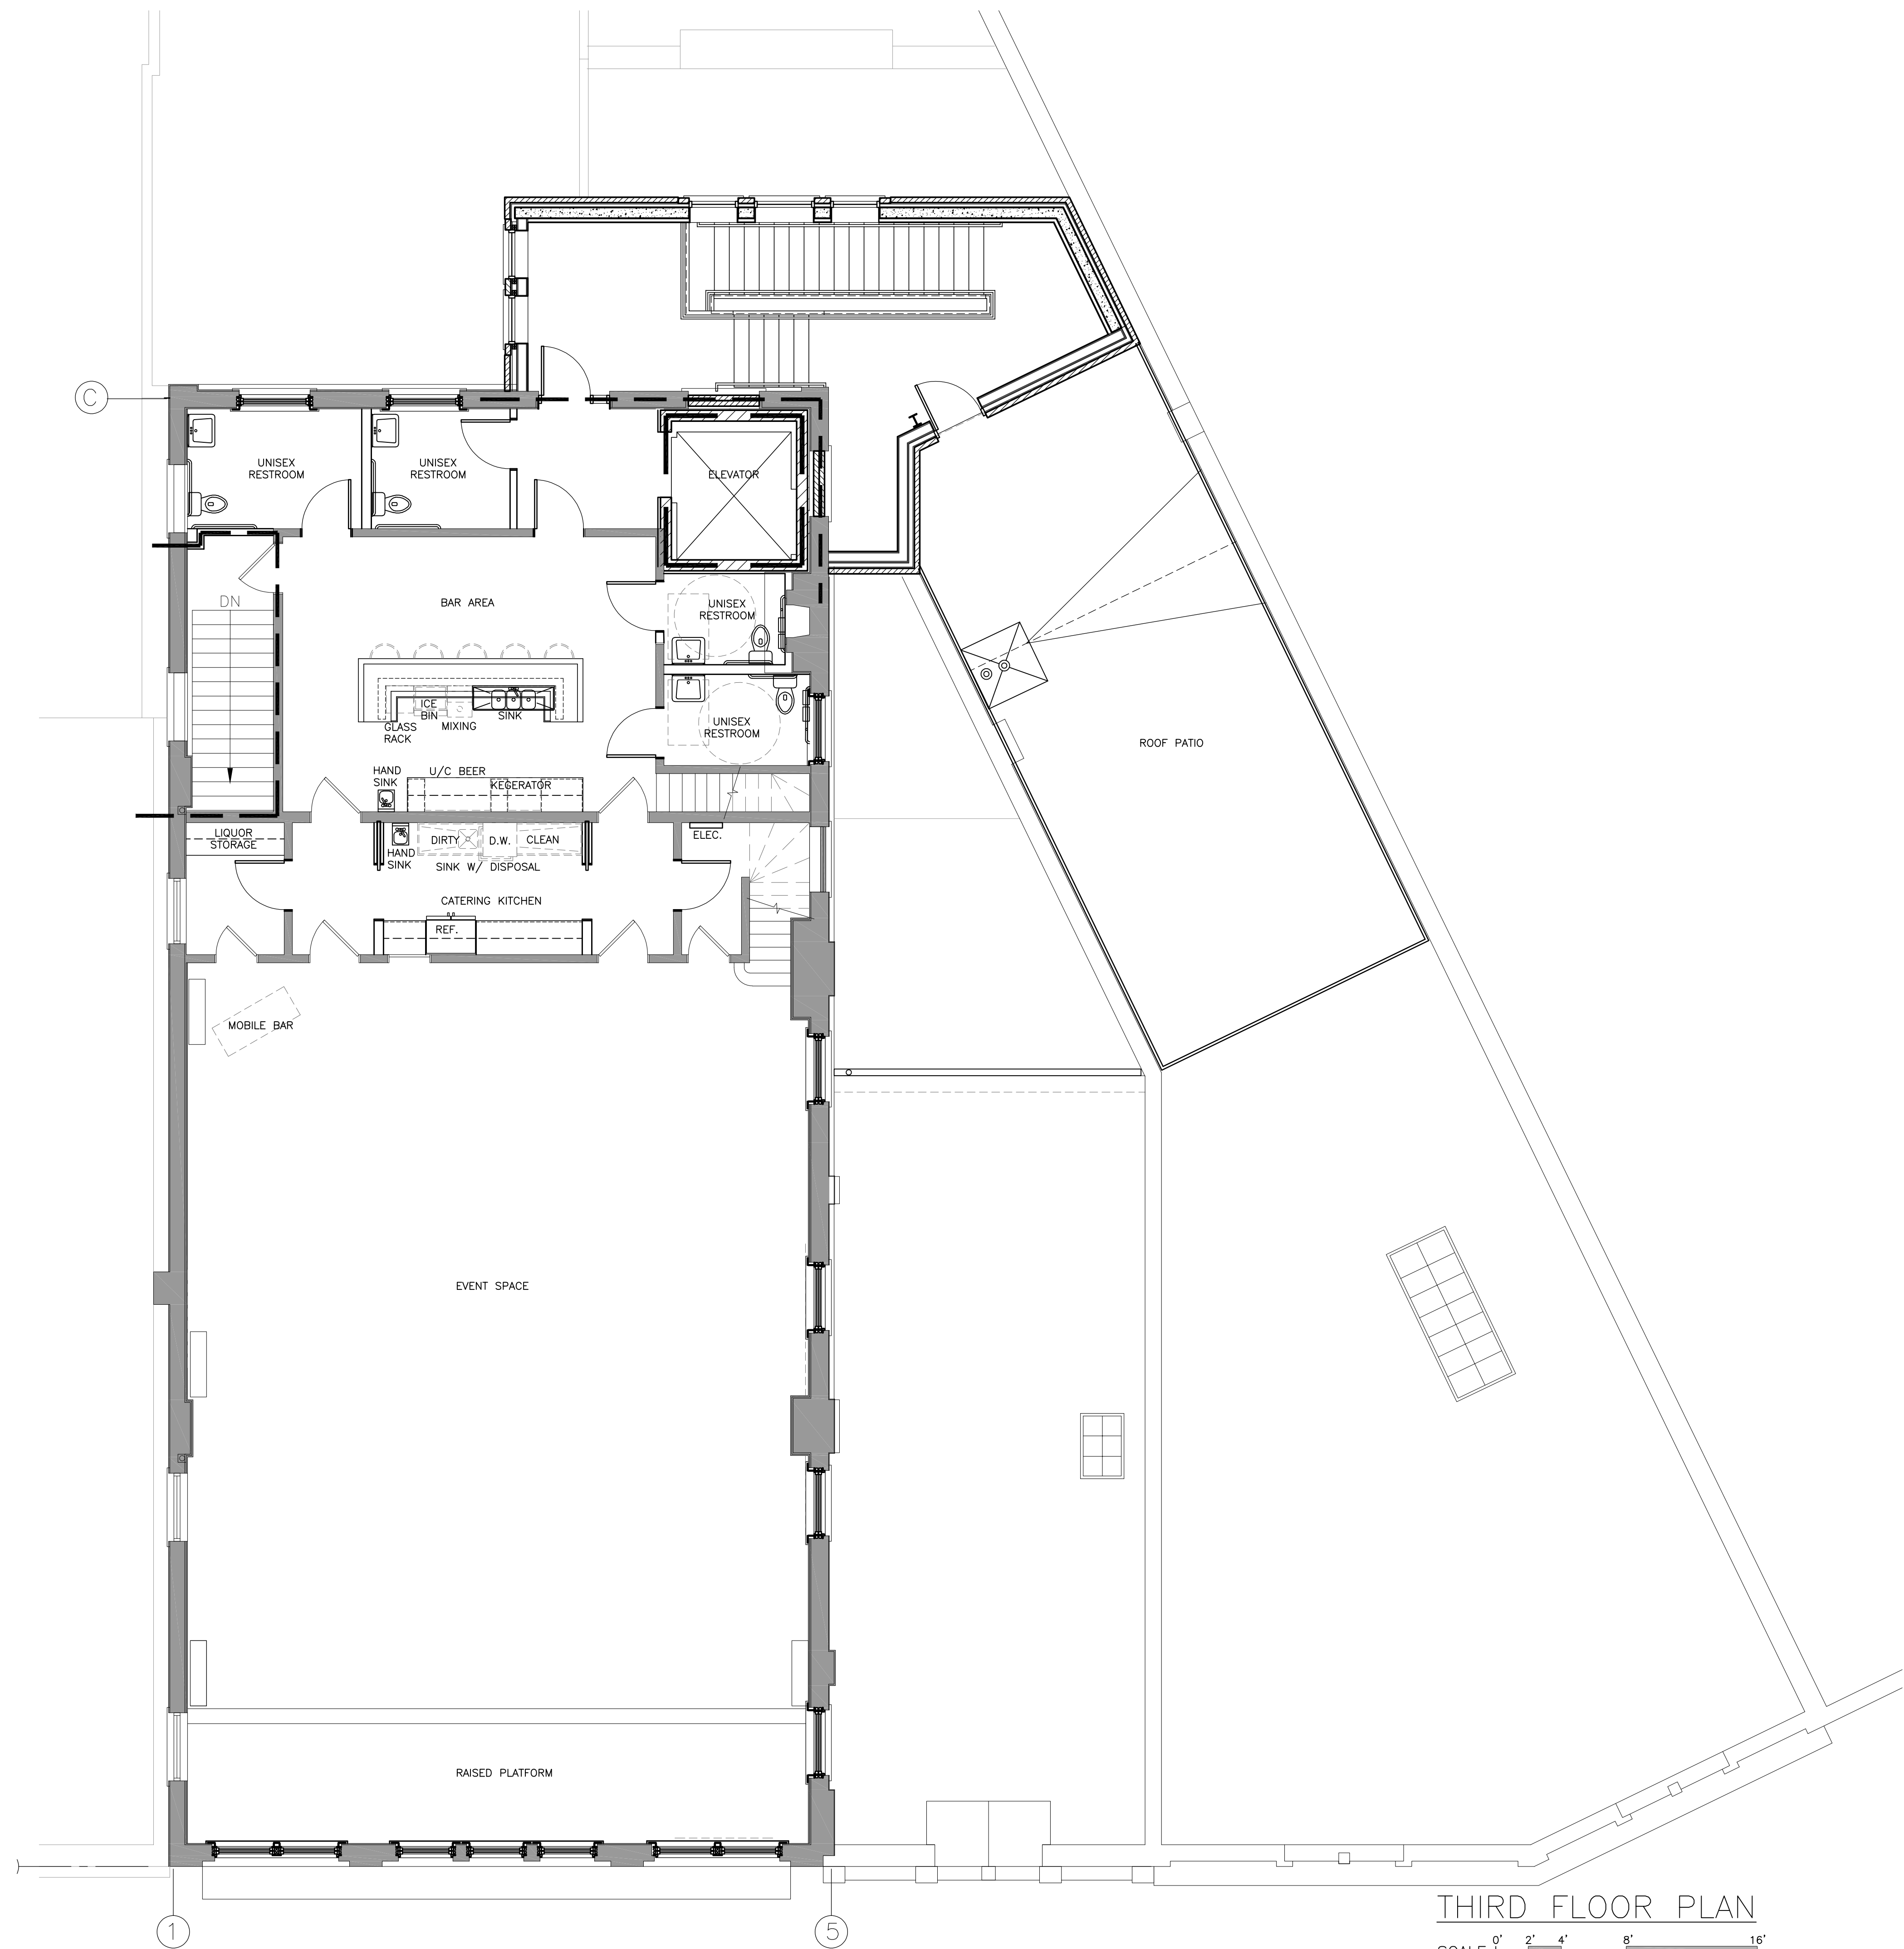 C
UNISEX
RESTROOM
UNISEX
RESTROOM
ELEVATOR
DN
BAR AREA
UNISEX
RESTROOM
ICE
BIN
MIXING
SINK
GLASS
RACK
UNISEX
RESTROOM
ROOF PATIO
HAND
SINK
U/C BEER
KEGERATOR
LIQUOR
STORAGE
HAND
SINK
DIRTY
D.W.
CLEAN
ELEC.
SINK W/ DISPOSAL
CATERING KITCHEN
REF.
MOBILE BAR
EVENT SPACE
RAISED PLATFORM
1
5
THIRD FLOOR PLAN
0' 2' 4' 8' 16'
SCALE